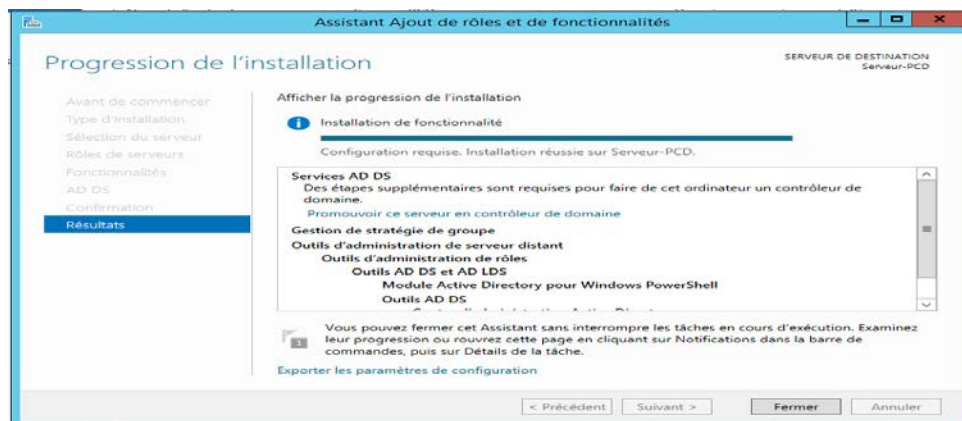 Assistant Ajout de rôles et de fonctionnalités
Progression de l'installation
SERVEUR DE DESTINATION
Serveur-PCD
Avant de commencer
Type d'installation
Sélection du serveur
Rôles de serveurs
Fonctionnalités
AD DS
Confirmation
Résultats
Afficher la progression de l'installation
Installation de fonctionnalité
Configuration requise. Installation réussie sur Serveur-PCD.
Services AD DS
Des étapes supplémentaires sont requises pour faire de cet ordinateur un contrôleur de
domaine.
Promouvoir ce serveur en contrôleur de domaine
Gestion de stratégie de groupe
Outils d'administration de serveur distant
Outils d'administration de rôles
Outils AD DS et AD LDS
Module Active Directory pour Windows PowerShell
Outils AD DS
Vous pouvez fermer cet Assistant sans interrompre les tâches en cours d'exécution. Examinez
leur progression ou rouvrez cette page en cliquant sur Notifications dans la barre de
commandes, puis sur Détails de la tâche.
Exporter les paramètres de configuration
< Précédent Suivant > Fermer Annuler